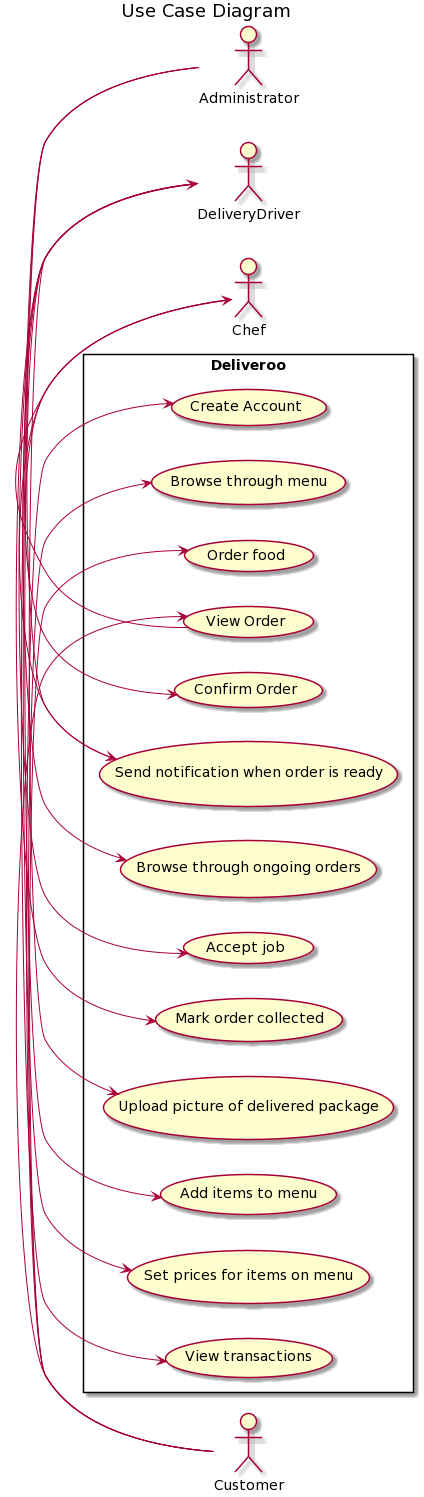 Use Case Diagram
Administrator
DeliveryDriver
Chef
Deliveroo
Create Account
Browse through menu
Order food
View Order
Confirm Order
Send notification when order is ready
Browse through ongoing orders
Accept job
Mark order collected
Upload picture of delivered package
Add items to menu
Set prices for items on menu
View transactions
Customer